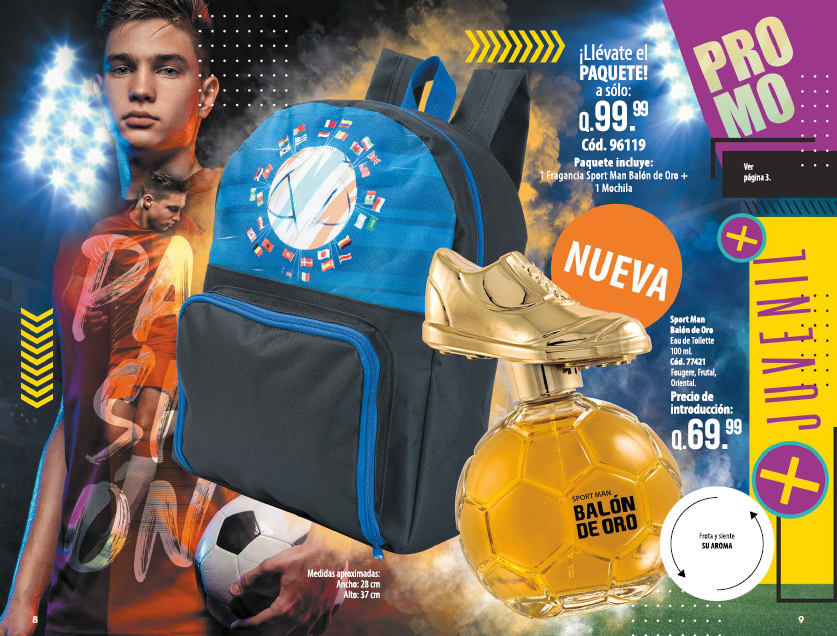 PA
SI
ÓN
¡Llévate el
PAQUETE!
a sólo:
Q.99.99
Cód. 96119
Paquete incluye:
1 Fragancia Sport Man Balón de Oro +
1 Mochila
PRO
MO
Ver
página 3.
NUEVA
JUVENIL
Sport Man
Balón de Oro
Eau de Toilette
100 ml.
Cód. 77421
Fougere, Frutal,
Oriental.
Precio de
introducción:
Q.69.99
SPORT MAN
BALÓN
DE ORO
Frota y siente
SU AROMA
Medidas aproximadas:
Ancho: 28 cm
Alto: 37 cm
8
9